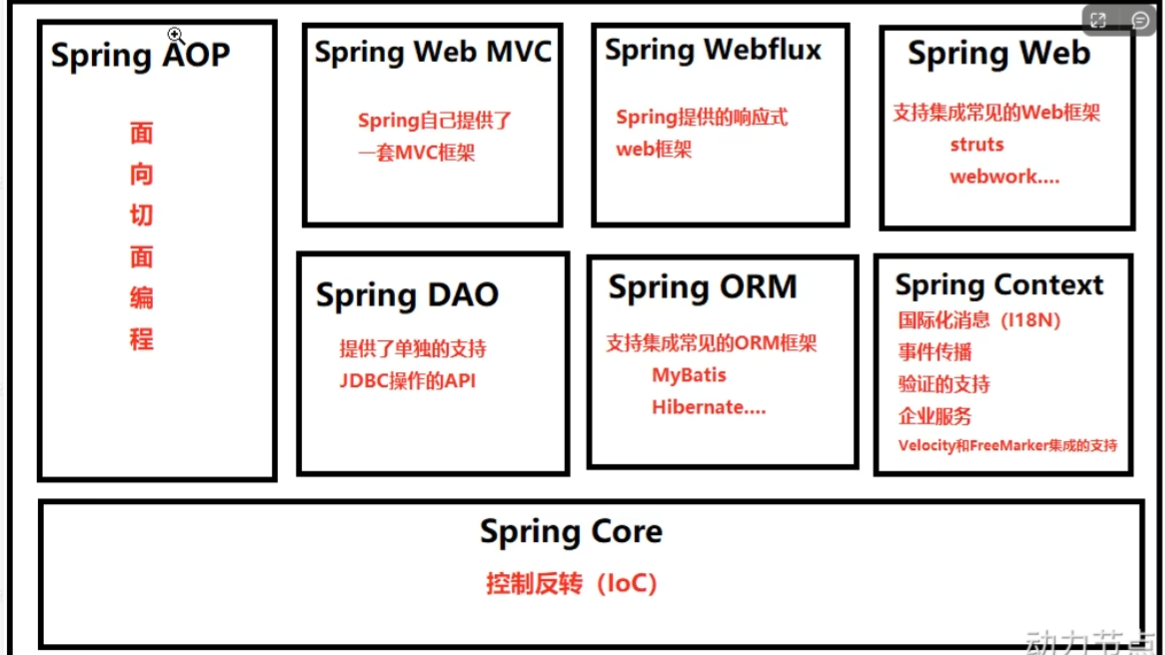 Spring AOP
面
向
切
面
编
程
Spring Web MVC
Spring自己提供了
一套MVC框架
Spring Webflux
Spring提供的响应式
web框架
Spring Web
支持集成常见的Web框架
struts
webwork....
Spring DAO
提供了单独的支持
JDBC操作的API
Spring ORM
支持集成常见的ORM框架
MyBatis
Hibernate....
Spring Context
国际化消息（I18N）
事件传播
验证的支持
企业服务
Velocity和FreeMarker集成的支持
Spring Core
控制反转（IoC）
动力节点